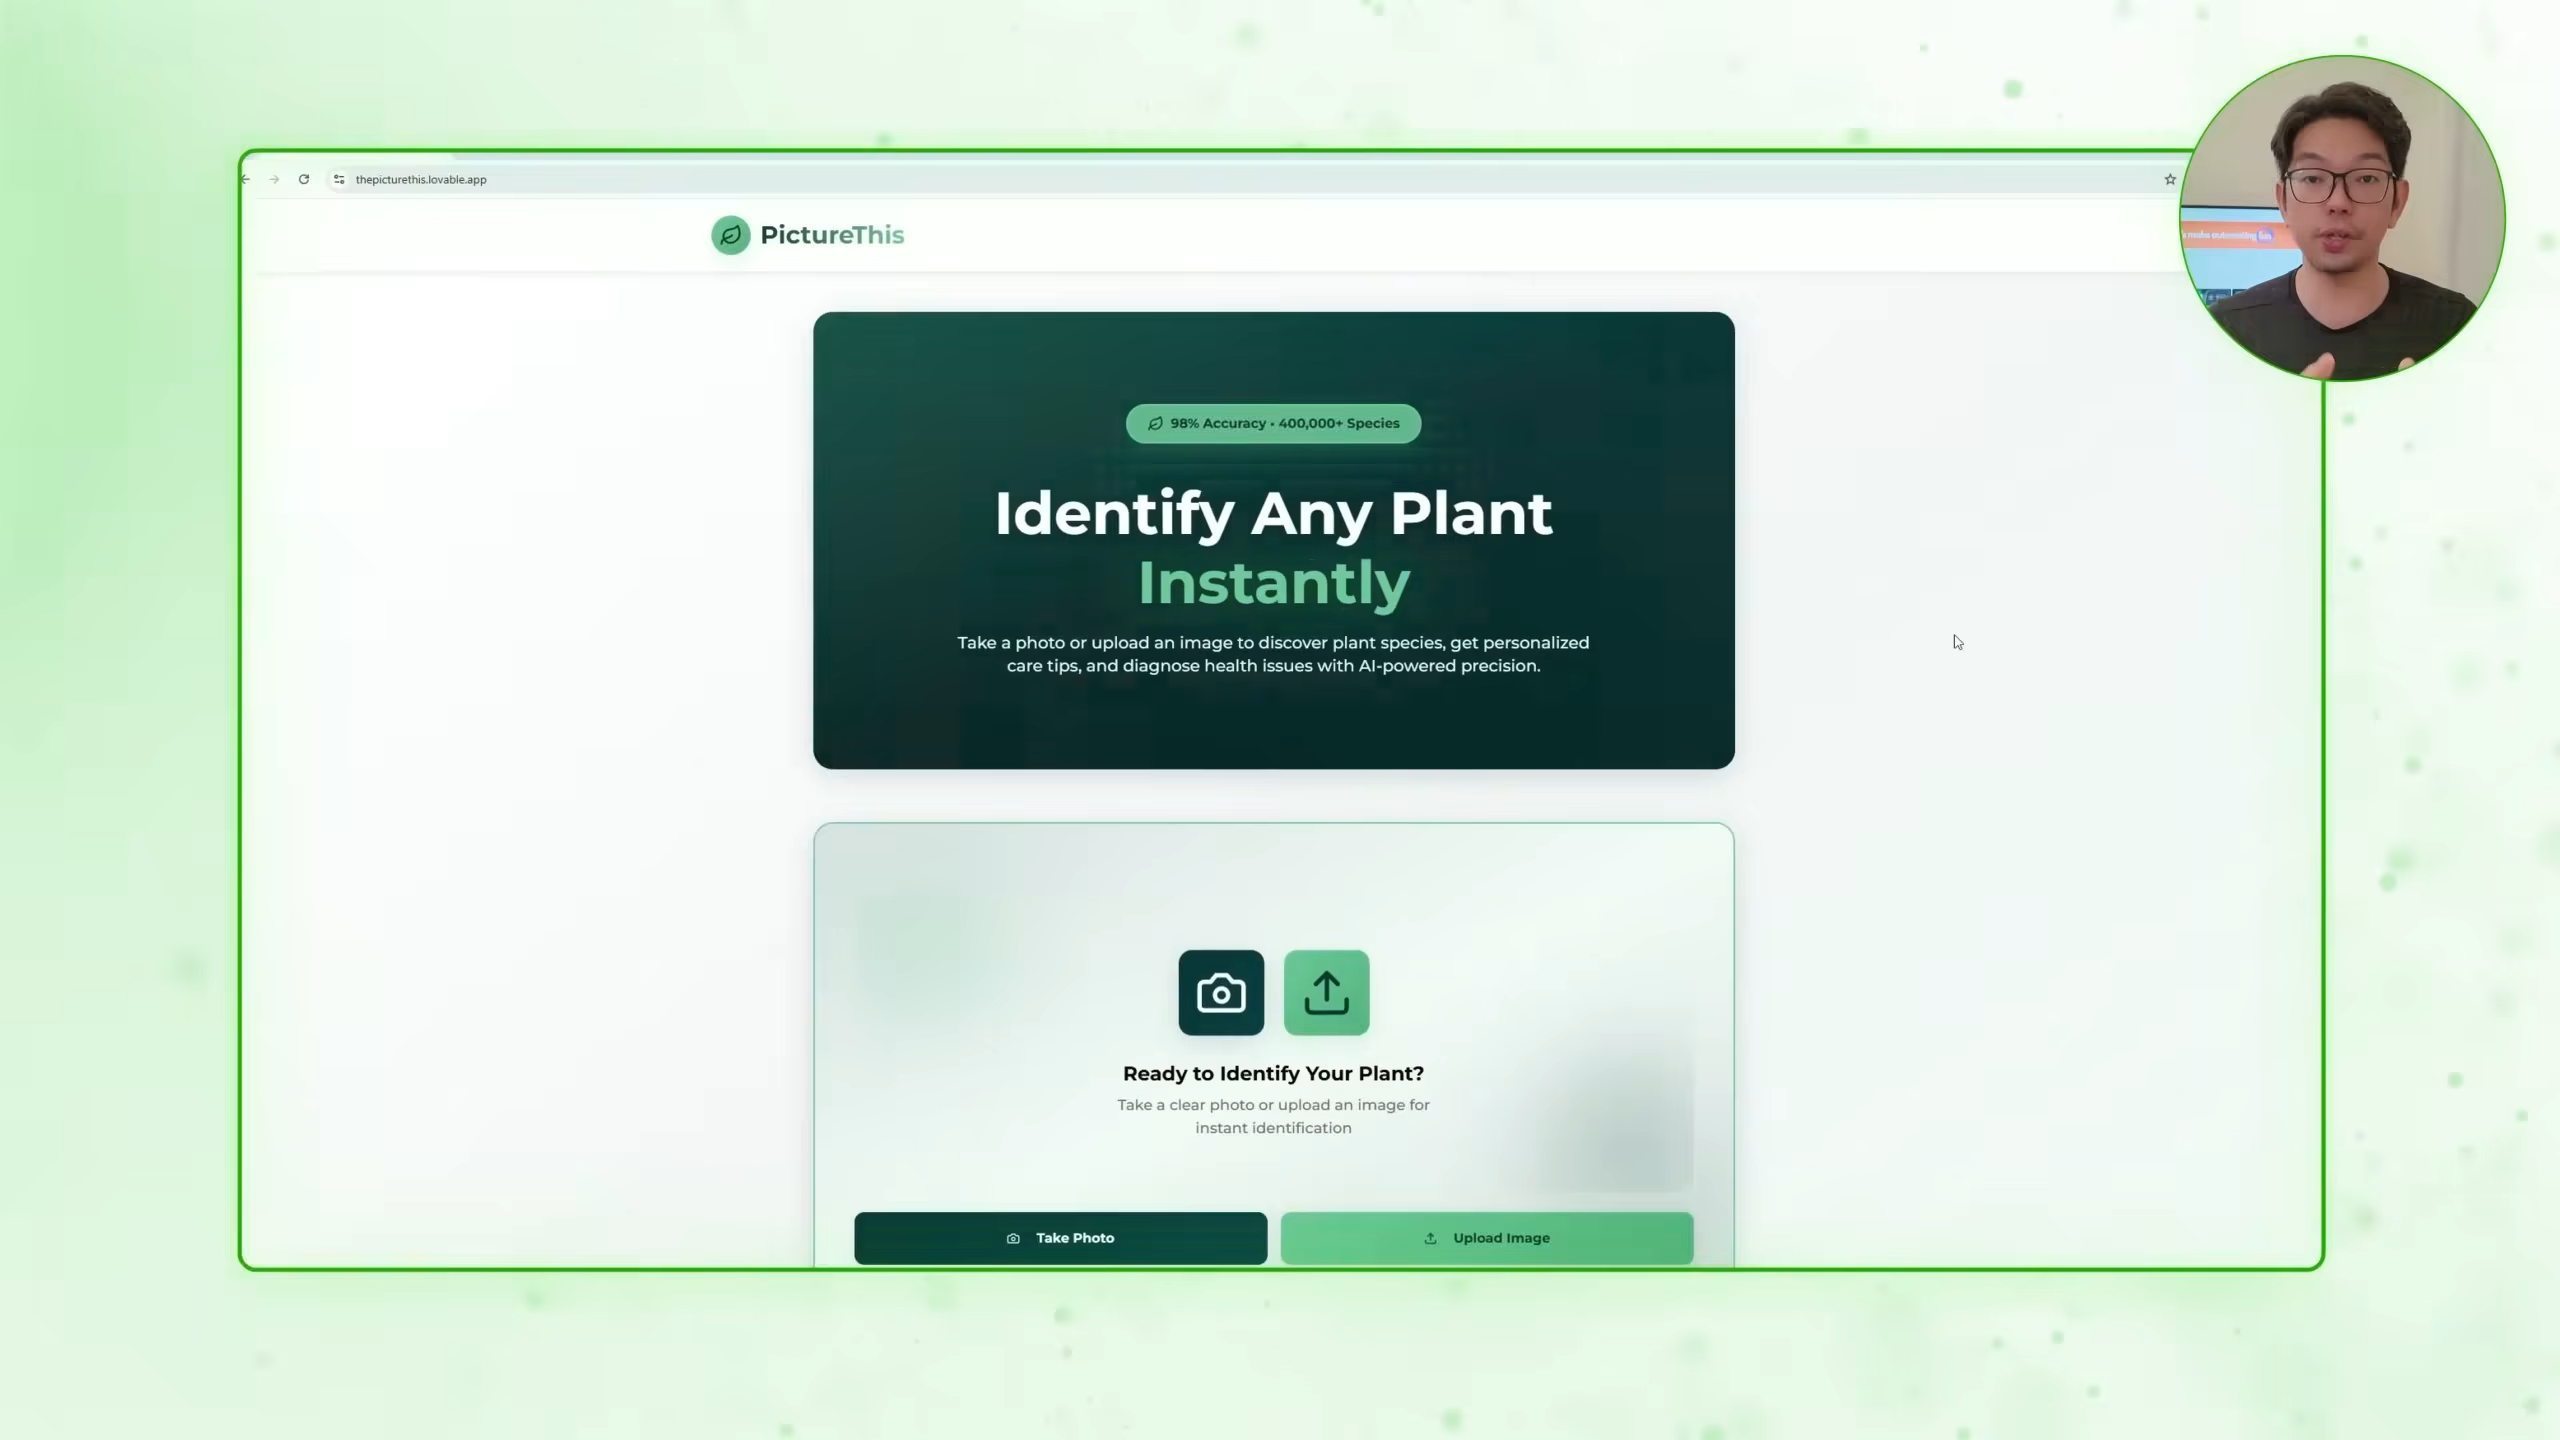 thepicturethis.lovable.app
PictureThis
98% Accuracy • 400,000+ Species
Identify Any Plant
Instantly
Take a photo or upload an image to discover plant species, get personalized
care tips, and diagnose health issues with AI-powered precision.
Ready to Identify Your Plant?
Take a clear photo or upload an image for
instant identification
Take Photo
Upload Image